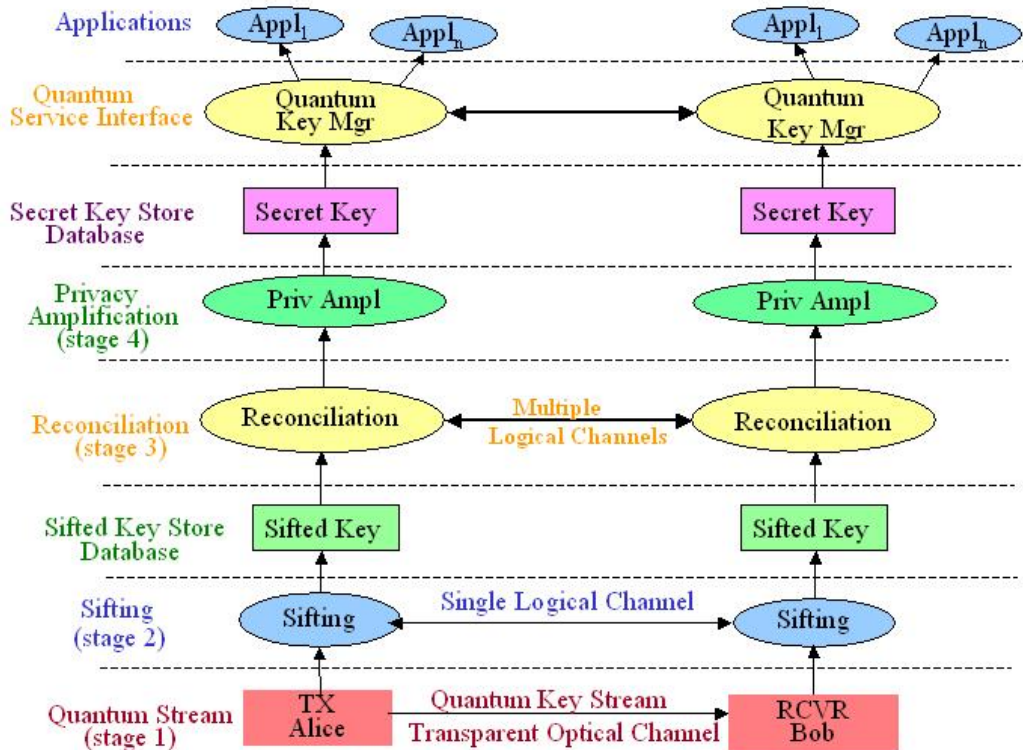 Applications
Appl1
Appln
Appl1
Appln
Quantum
Service Interface
Quantum
Key Mgr
Quantum
Key Mgr
Secret Key Store
Database
Secret Key
Secret Key
Privacy
Amplification
(stage 4)
Priv Ampl
Priv Ampl
Reconciliation
(stage 3)
Reconciliation
Multiple
Logical Channels
Reconciliation
Sifted Key Store
Database
Sifted Key
Sifted Key
Sifting
(stage 2)
Sifting
Single Logical Channel
Sifting
Quantum Stream
(stage 1)
TX
Alice
Quantum Key Stream
Transparent Optical Channel
RCVR
Bob